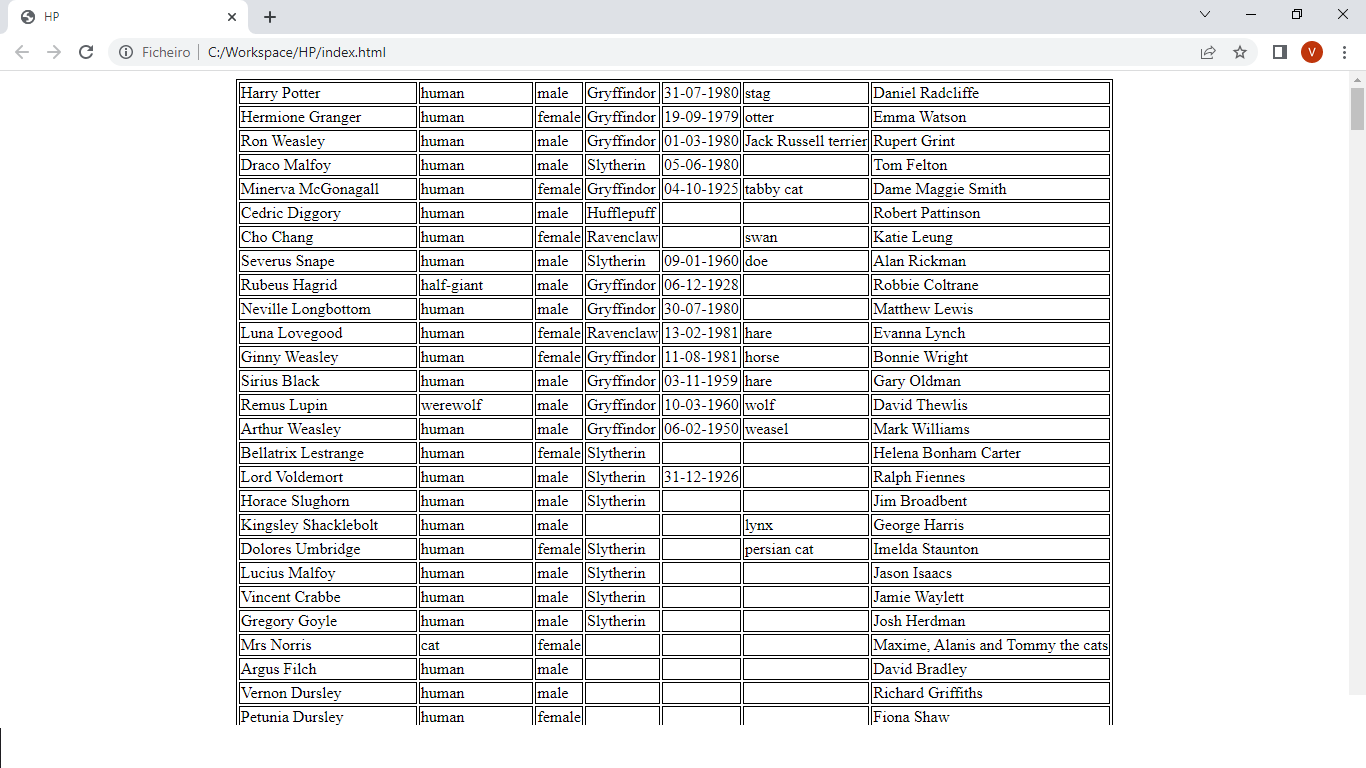 HP
Ficheiro C:/Workspace/HP/index.html
V
Harry Potter human male Gryffindor 31-07-1980 stag Daniel Radcliffe
Hermione Granger human female Gryffindor 19-09-1979 otter Emma Watson
Ron Weasley human male Gryffindor 01-03-1980 Jack Russell terrier Rupert Grint
Draco Malfoy human male Slytherin 05-06-1980 Tom Felton
Minerva McGonagall human female Gryffindor 04-10-1925 tabby cat Dame Maggie Smith
Cedric Diggory human male Hufflepuff Robert Pattinson
Cho Chang human female Ravenclaw swan Katie Leung
Severus Snape human male Slytherin 09-01-1960 doe Alan Rickman
Rubeus Hagrid half-giant male Gryffindor 06-12-1928 Robbie Coltrane
Neville Longbottom human male Gryffindor 30-07-1980 Matthew Lewis
Luna Lovegood human female Ravenclaw 13-02-1981 hare Evanna Lynch
Ginny Weasley human female Gryffindor 11-08-1981 horse Bonnie Wright
Sirius Black human male Gryffindor 03-11-1959 hare Gary Oldman
Remus Lupin werewolf male Gryffindor 10-03-1960 wolf David Thewlis
Arthur Weasley human male Gryffindor 06-02-1950 weasel Mark Williams
Bellatrix Lestrange human female Slytherin Helena Bonham Carter
Lord Voldemort human male Slytherin 31-12-1926 Ralph Fiennes
Horace Slughorn human male Slytherin Jim Broadbent
Kingsley Shacklebolt human male lynx George Harris
Dolores Umbridge human female Slytherin persian cat Imelda Staunton
Lucius Malfoy human male Slytherin Jason Isaacs
Vincent Crabbe human male Slytherin Jamie Waylett
Gregory Goyle human male Slytherin Josh Herdman
Mrs Norris cat female Maxime, Alanis and Tommy the cats
Argus Filch human male David Bradley
Vernon Dursley human male Richard Griffiths
Petunia Dursley human female Fiona Shaw